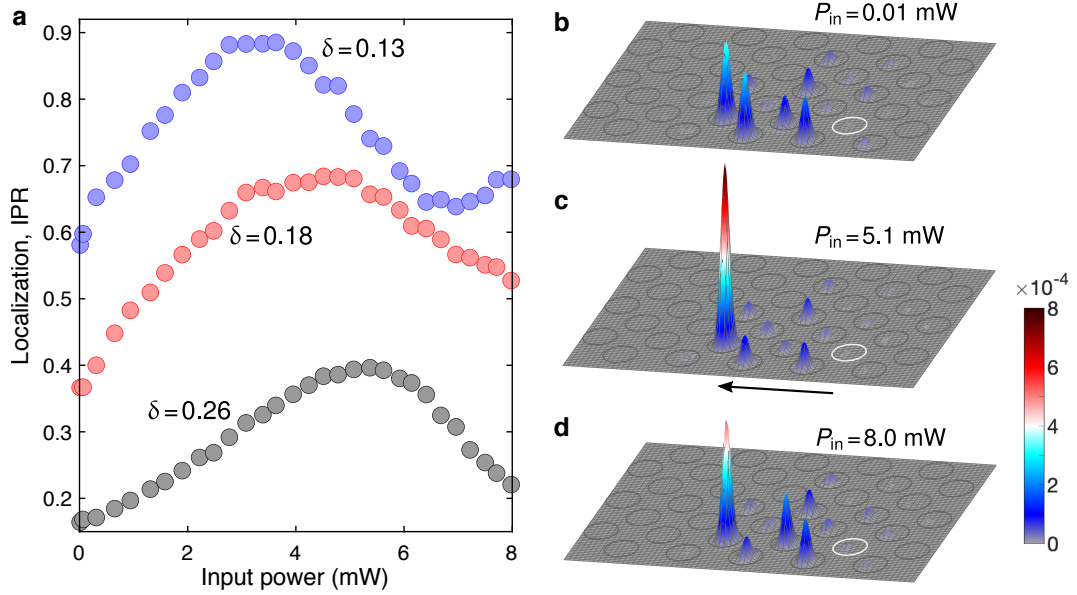 a
0.9
0.8
0.7
0.6
0.5
0.4
0.3
0.2
Localization, IPR
δ=0.13
δ=0.18
δ=0.26
0
2
4
6
8
Input power (mW)
b
P_in=0.01 mW
c
P_in=5.1 mW
d
P_in=8.0 mW
×10⁻⁴
8
6
4
2
0